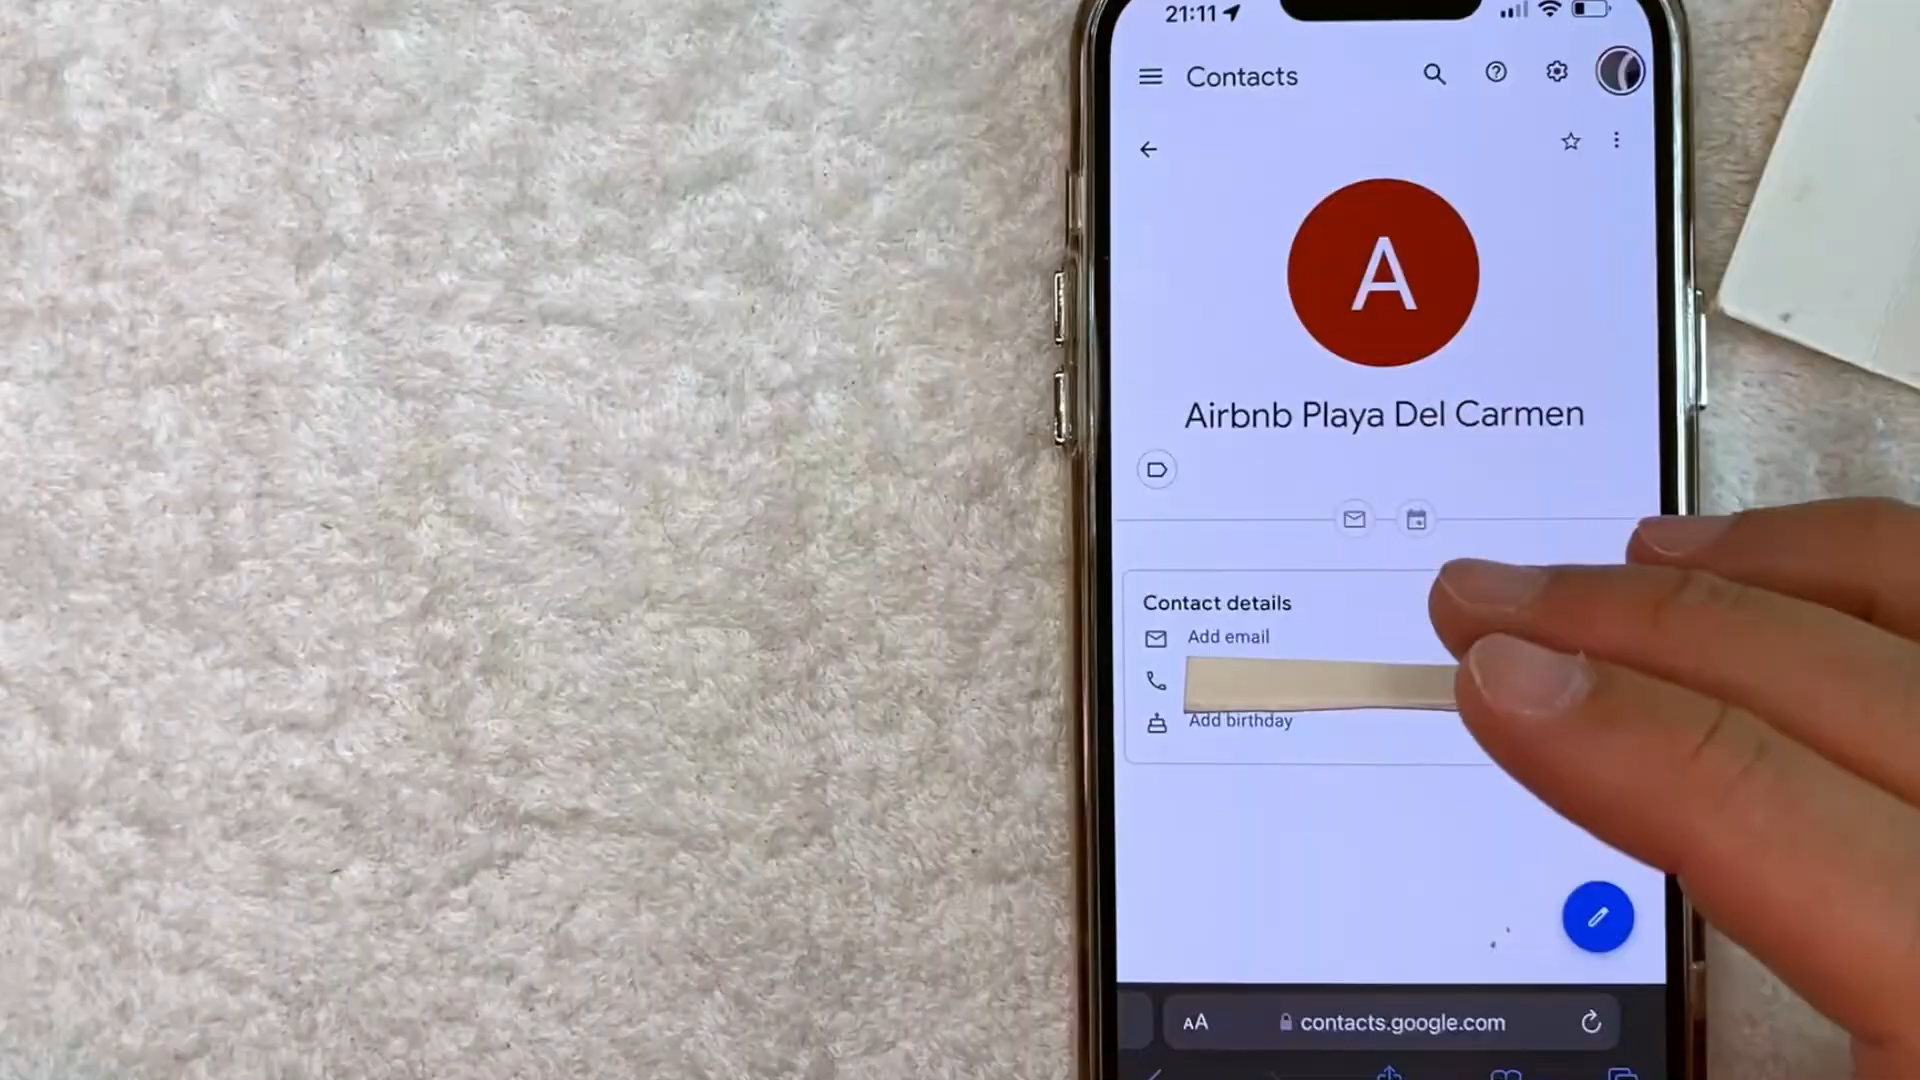 21:11
Contacts
A
Airbnb Playa Del Carmen
Contact details
Add email
Add birthday
AA
contacts.google.com